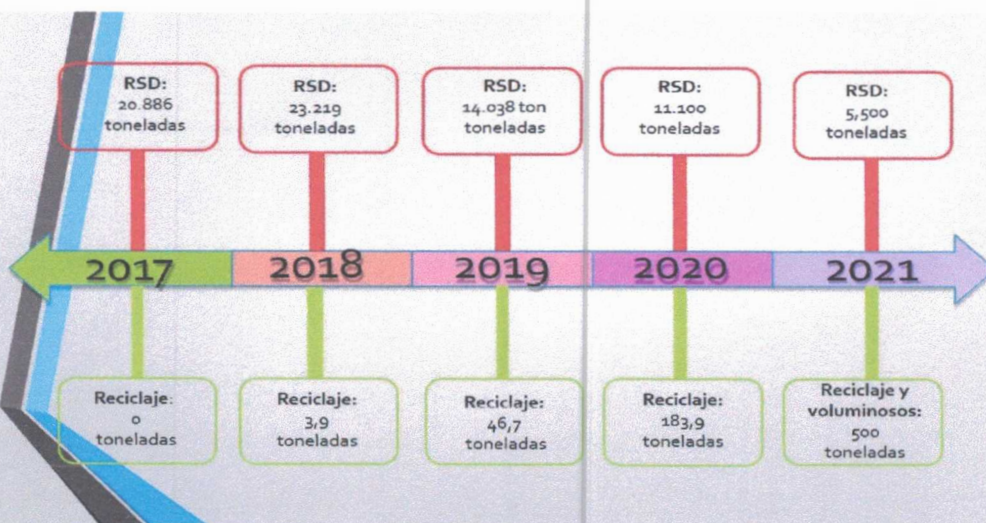 RSD:
20.886
toneladas
RSD:
23.219
toneladas
RSD:
14.038 ton
toneladas
RSD:
11.100
toneladas
RSD:
5,500
toneladas
2017
2018
2019
2020
2021
Reciclaje:
0
toneladas
Reciclaje:
3,9
toneladas
Reciclaje:
46,7
toneladas
Reciclaje:
183,9
toneladas
Reciclaje y
voluminosos:
500
toneladas